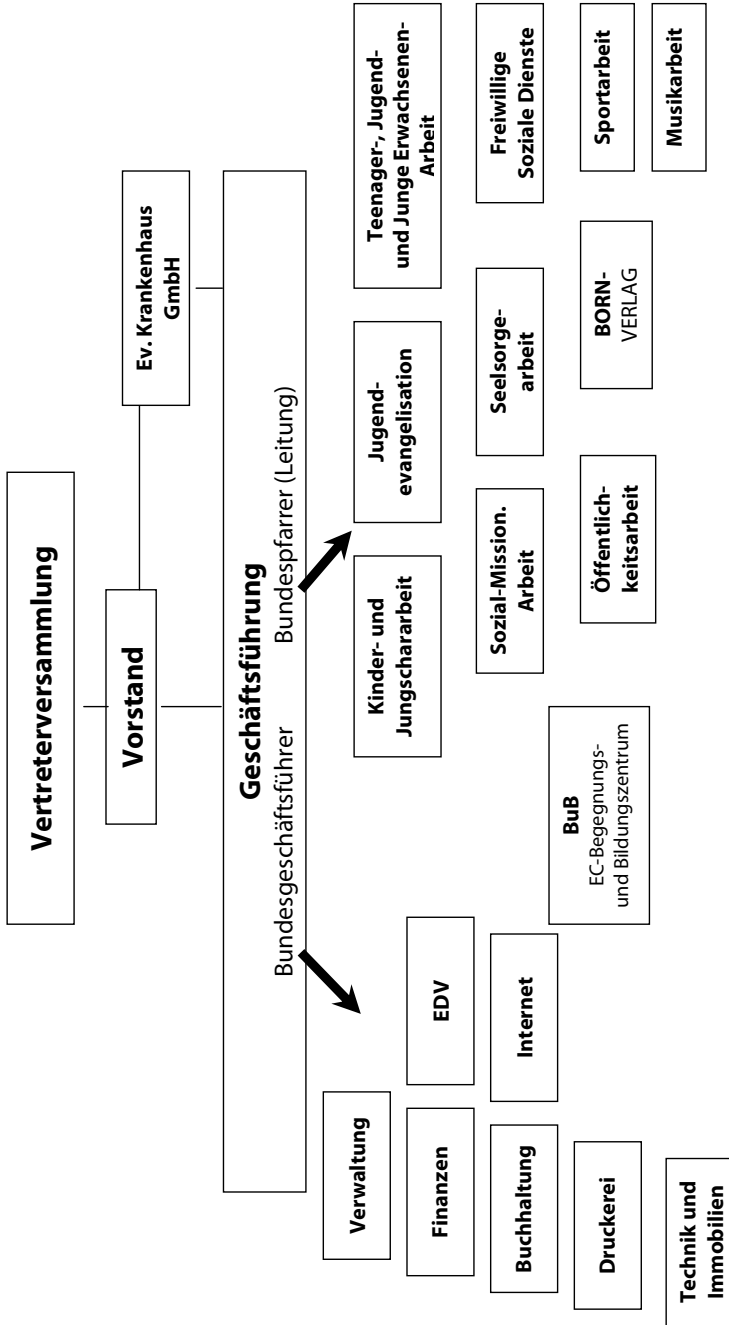 Vertreterversammlung
Vorstand
Ev. Krankenhaus
GmbH
Geschäftsführung
Bundesgeschäftsführer
Bundespfarrer (Leitung)
Verwaltung
Finanzen
EDV
Buchhaltung
Internet
Druckerei
Technik und
Immobilien
BuB
EC-Begegnungs-
und Bildungszentrum
Kinder- und
Jungschararbeit
Jugend-
evangelisation
Teenager-, Jugend-
und Junge Erwachsenen-
Arbeit
Sozial-Mission.
Arbeit
Seelsorge-
arbeit
Freiwillige
Soziale Dienste
Öffentlich-
keitsarbeit
BORN-
VERLAG
Sportarbeit
Musikarbeit